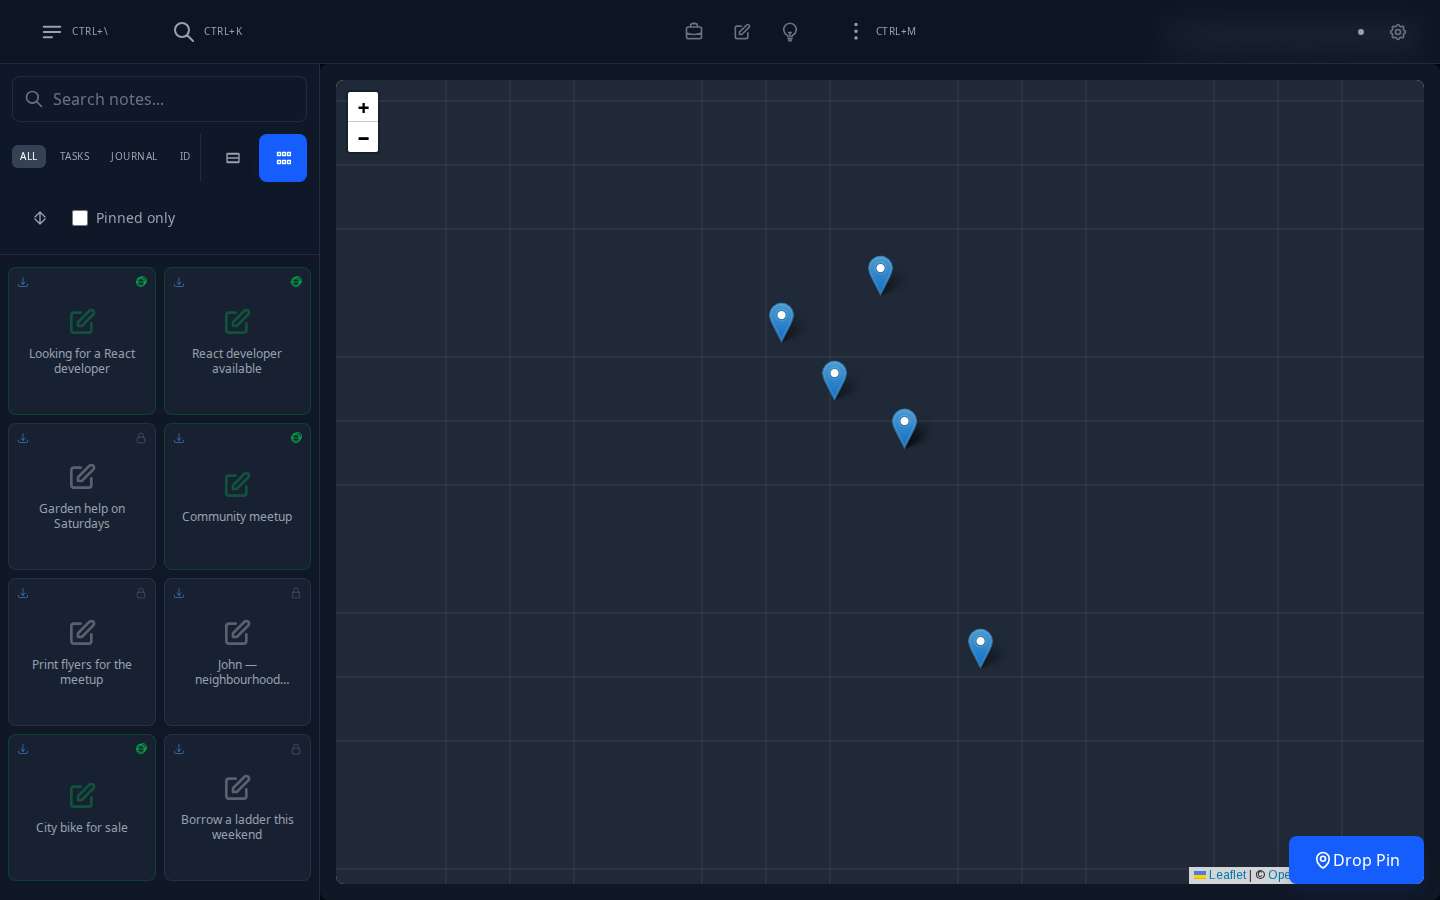 CTRL+\
CTRL+K
CTRL+M
Search notes...
ALL TASKS JOURNAL ID
Pinned only
Looking for a React
developer
React developer
available
Garden help on
Saturdays
Community meetup
Print flyers for the
meetup
John —
neighbourhood...
City bike for sale
Borrow a ladder this
weekend
+
−
Drop Pin
Leaflet | © Ope